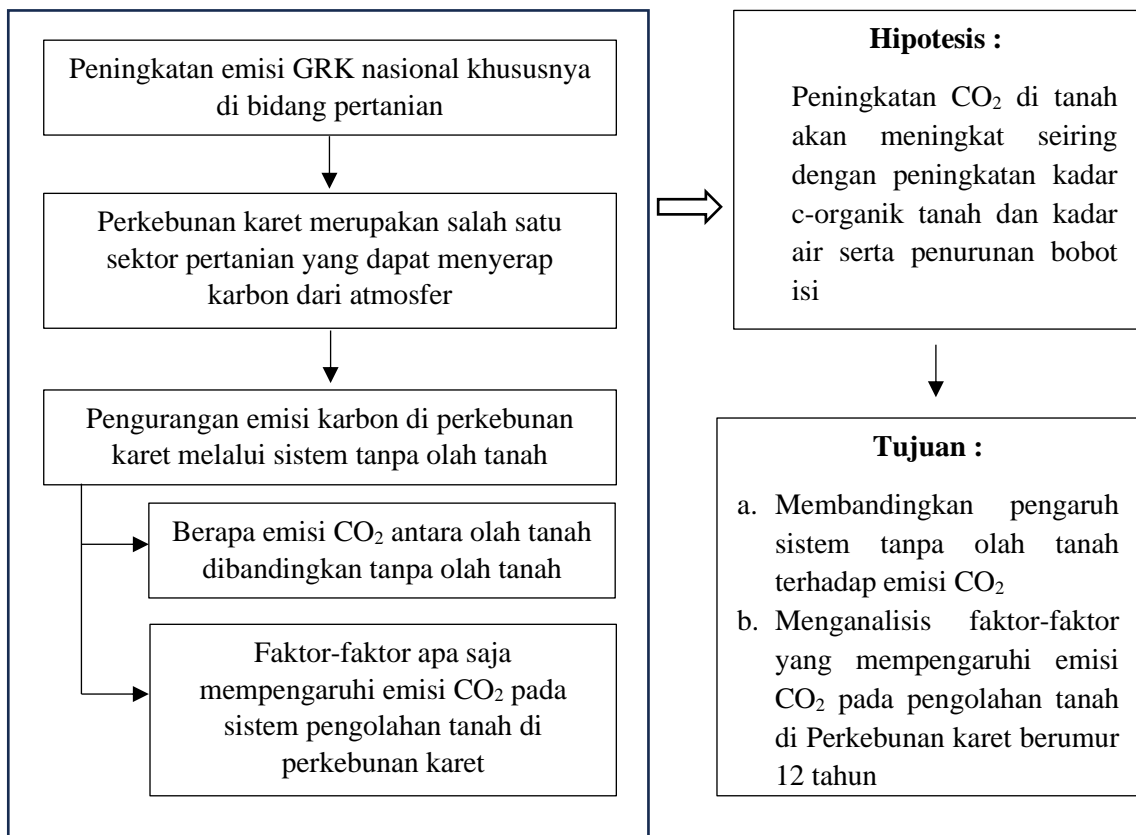 Peningkatan emisi GRK nasional khususnya
di bidang pertanian
Perkebunan karet merupakan salah satu
sektor pertanian yang dapat menyerap
karbon dari atmosfer
Pengurangan emisi karbon di perkebunan
karet melalui sistem tanpa olah tanah
Berapa emisi CO₂ antara olah tanah
dibandingkan tanpa olah tanah
Faktor-faktor apa saja
mempengaruhi emisi CO₂ pada
sistem pengolahan tanah di
perkebunan karet
Hipotesis :
Peningkatan CO₂ di tanah
akan meningkat seiring
dengan peningkatan kadar
c-organik tanah dan kadar
air serta penurunan bobot
isi
Tujuan :
a. Membandingkan pengaruh
sistem tanpa olah tanah
terhadap emisi CO₂
b. Menganalisis faktor-faktor
yang mempengaruhi emisi
CO₂ pada pengolahan tanah
di Perkebunan karet berumur
12 tahun